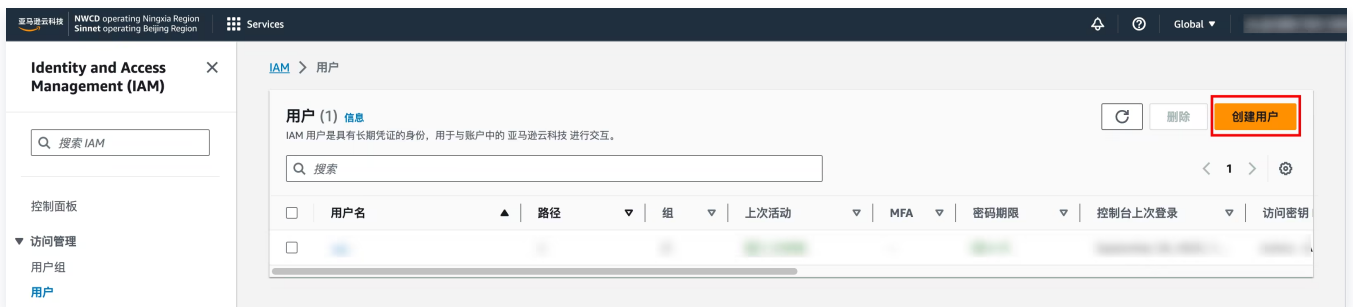 亚马逊云科技
NWCD operating Ningxia Region
Sinnet operating Beijing Region
Services
Global ▼
Identity and Access
Management (IAM)
搜索 IAM
控制面板
▼ 访问管理
用户组
用户
IAM > 用户
用户 (1) 信息
IAM 用户是具有长期凭证的身份，用于与账户中的 亚马逊云科技 进行交互。
删除
创建用户
搜索
< 1 >
用户名 路径 组 上次活动 MFA 密码期限 控制台上次登录 访问密钥